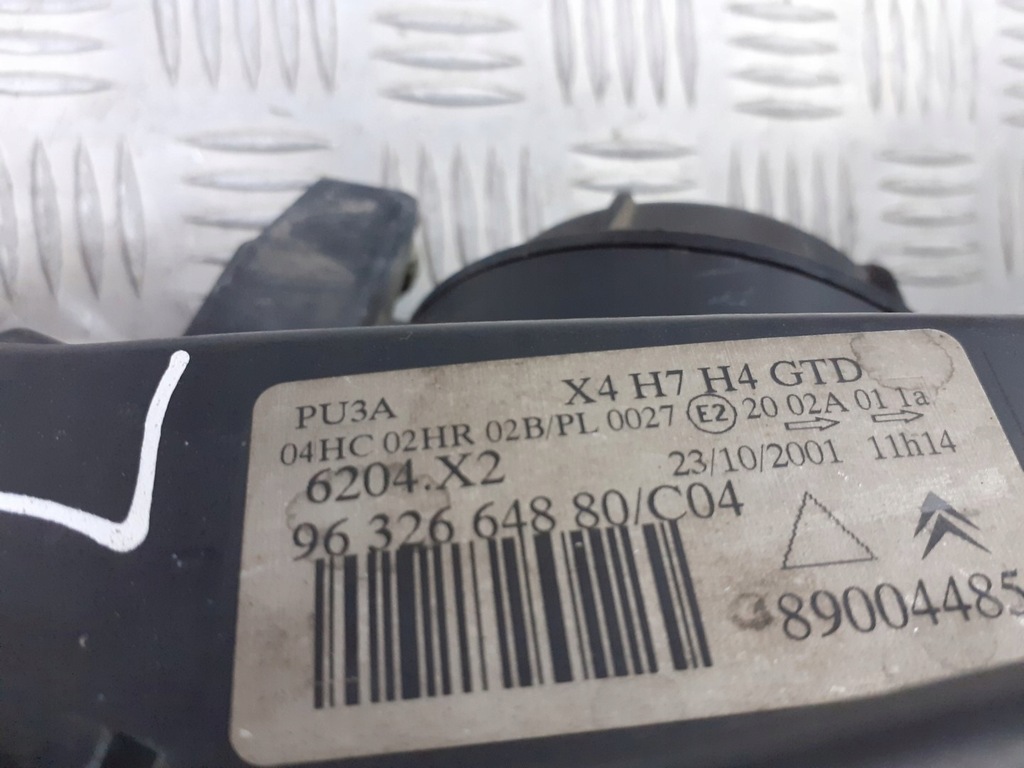 X4 H7 H4 GTD
PU3A
04HC 02HR 02B/PL 0027 E2 20 02A 01 1a
6204.X2 23/10/2001 11h14
96 326 648 80/C04
89004485